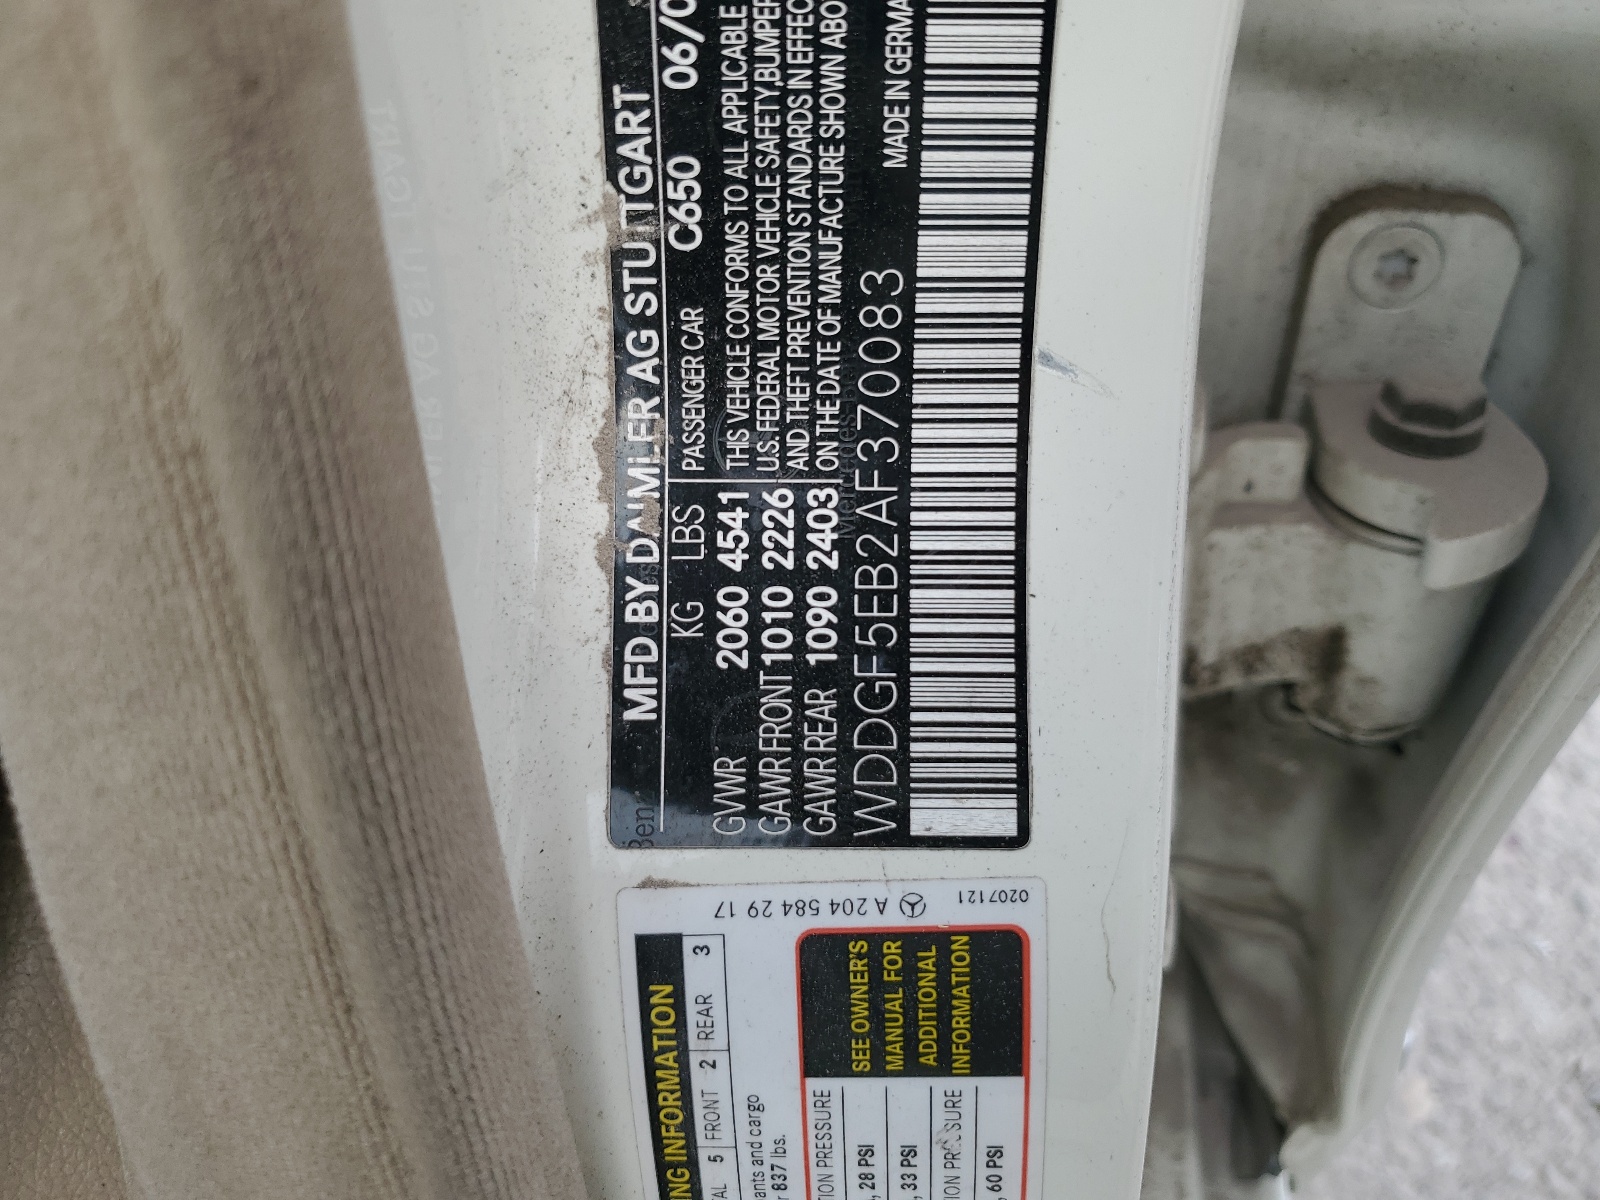 MFD BY DAIMLER AG STUTTGART
KG LBS PASSENGER CAR C650 06/0
GVWR 2060 4541 THIS VEHICLE CONFORMS TO ALL APPLICABLE
GAWR FRONT 1010 2226 U.S. FEDERAL MOTOR VEHICLE SAFETY, BUMPER
GAWR REAR 1090 2403 AND THEFT PREVENTION STANDARDS IN EFFEC
ON THE DATE OF MANUFACTURE SHOWN ABO
WDDGF5EB2AF370083
MADE IN GERMA
A 204 584 29 17
0207121
NG INFORMATION
TAL 5 FRONT 2 REAR 3
ants and cargo
837 lbs.
ION PRESSURE
28 PSI
33 PSI
ION PRESSURE
60 PSI
SEE OWNER'S
MANUAL FOR
ADDITIONAL
INFORMATION